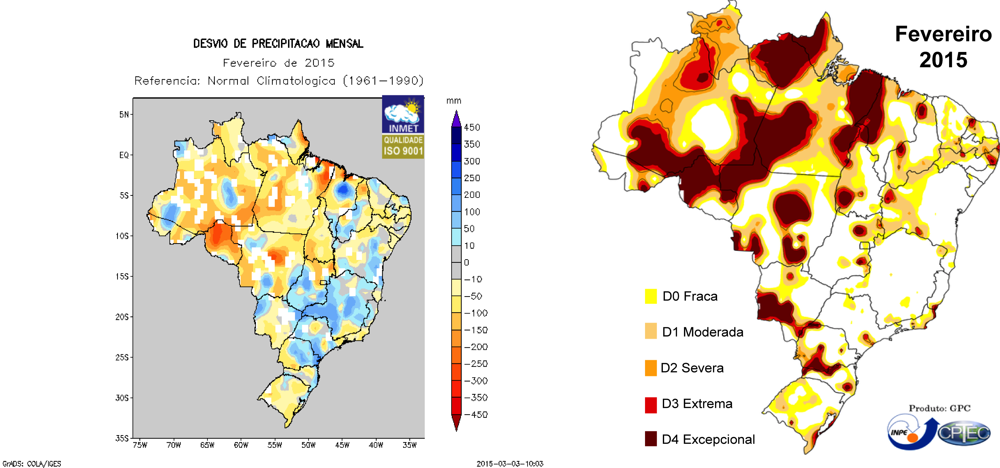 DESVIO DE PRECIPITACAO MENSAL
Fevereiro de 2015
Referencia: Normal Climatologica (1961-1990)
INMET
QUALIDADE
ISO 9001
mm
450
350
300
250
200
100
50
10
0
-10
-50
-100
-150
-200
-250
-300
-350
-450
5N
EQ
5S
10S
15S
20S
25S
30S
35S
75W 70W 65W 60W 55W 50W 45W 40W 35W
GrADS: COLA/IGES
2015-03-03-10:03
Fevereiro
2015
D0 Fraca
D1 Moderada
D2 Severa
D3 Extrema
D4 Excepcional
Produto: GPC
INPE
CPTEC